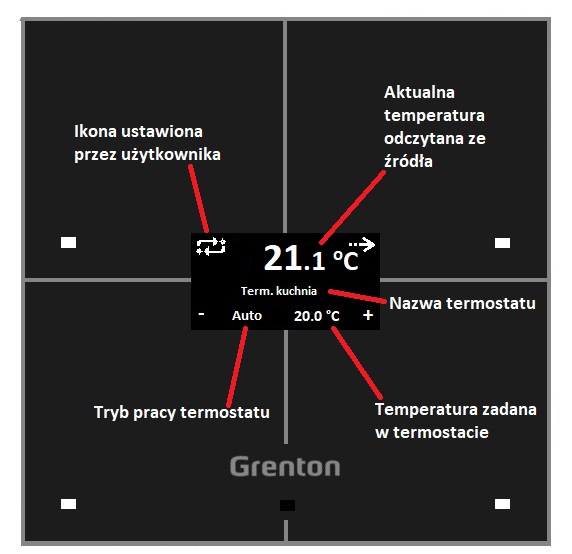 Aktualna
temperatura
odczytana ze
źródła
Ikona ustawiona
przez użytkownika
21.1 °C
Term. kuchnia
Nazwa termostatu
- Auto 20.0 °C +
Tryb pracy termostatu
Temperatura zadana
w termostacie
Grenton